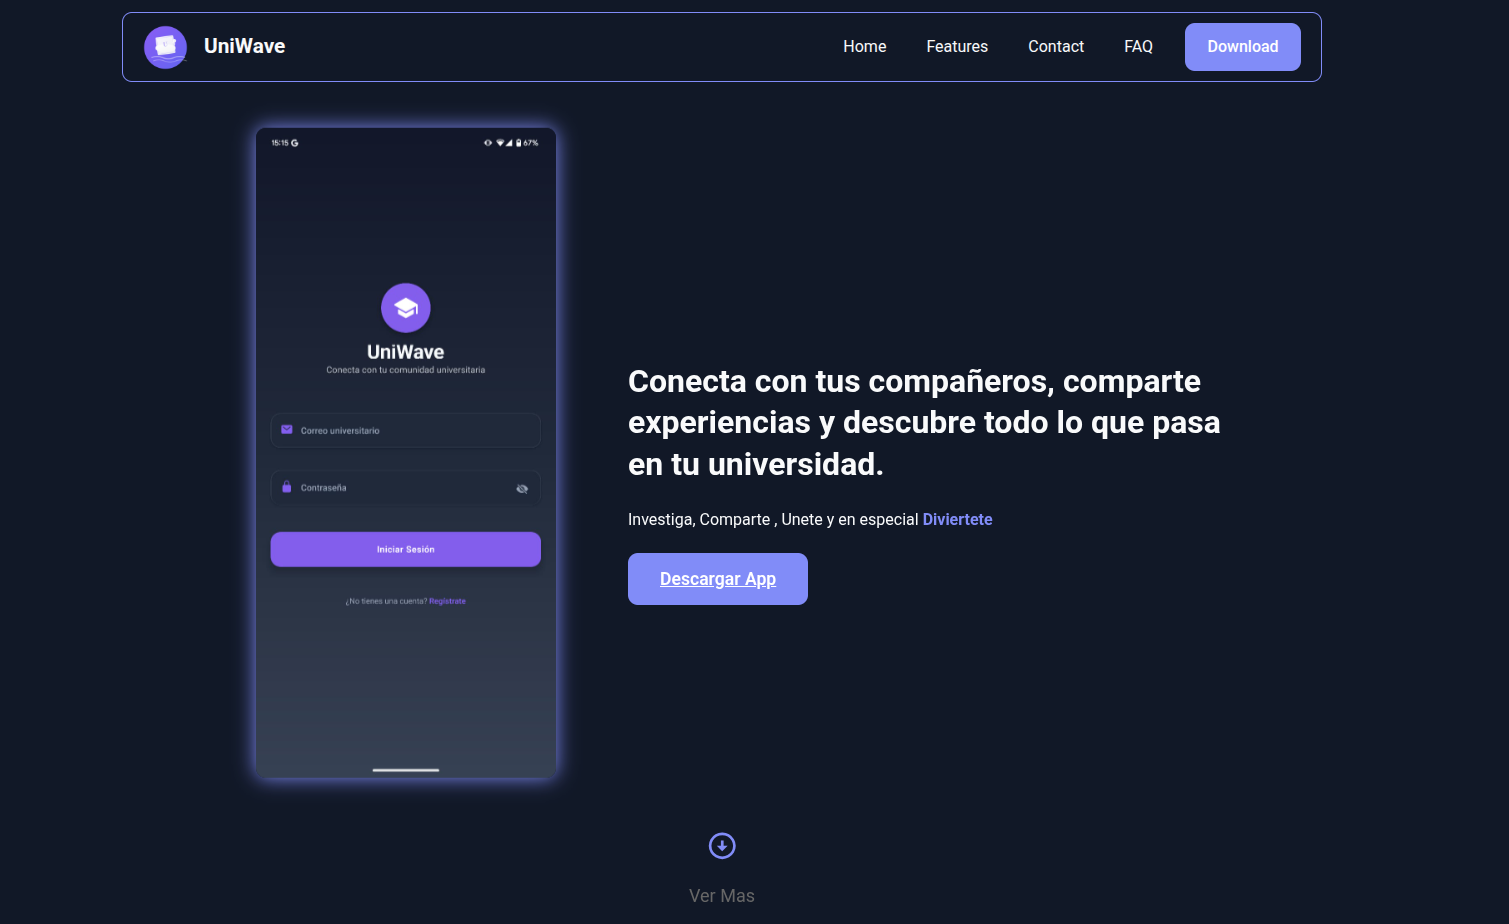 UniWave
Home
Features
Contact
FAQ
Download
15:15
67%
UniWave
Conecta con tu comunidad universitaria
Correo universitario
Contraseña
Iniciar Sesión
¿No tienes una cuenta? Regístrate
Conecta con tus compañeros, comparte
experiencias y descubre todo lo que pasa
en tu universidad.
Investiga, Comparte , Unete y en especial Diviertete
Descargar App
Ver Mas